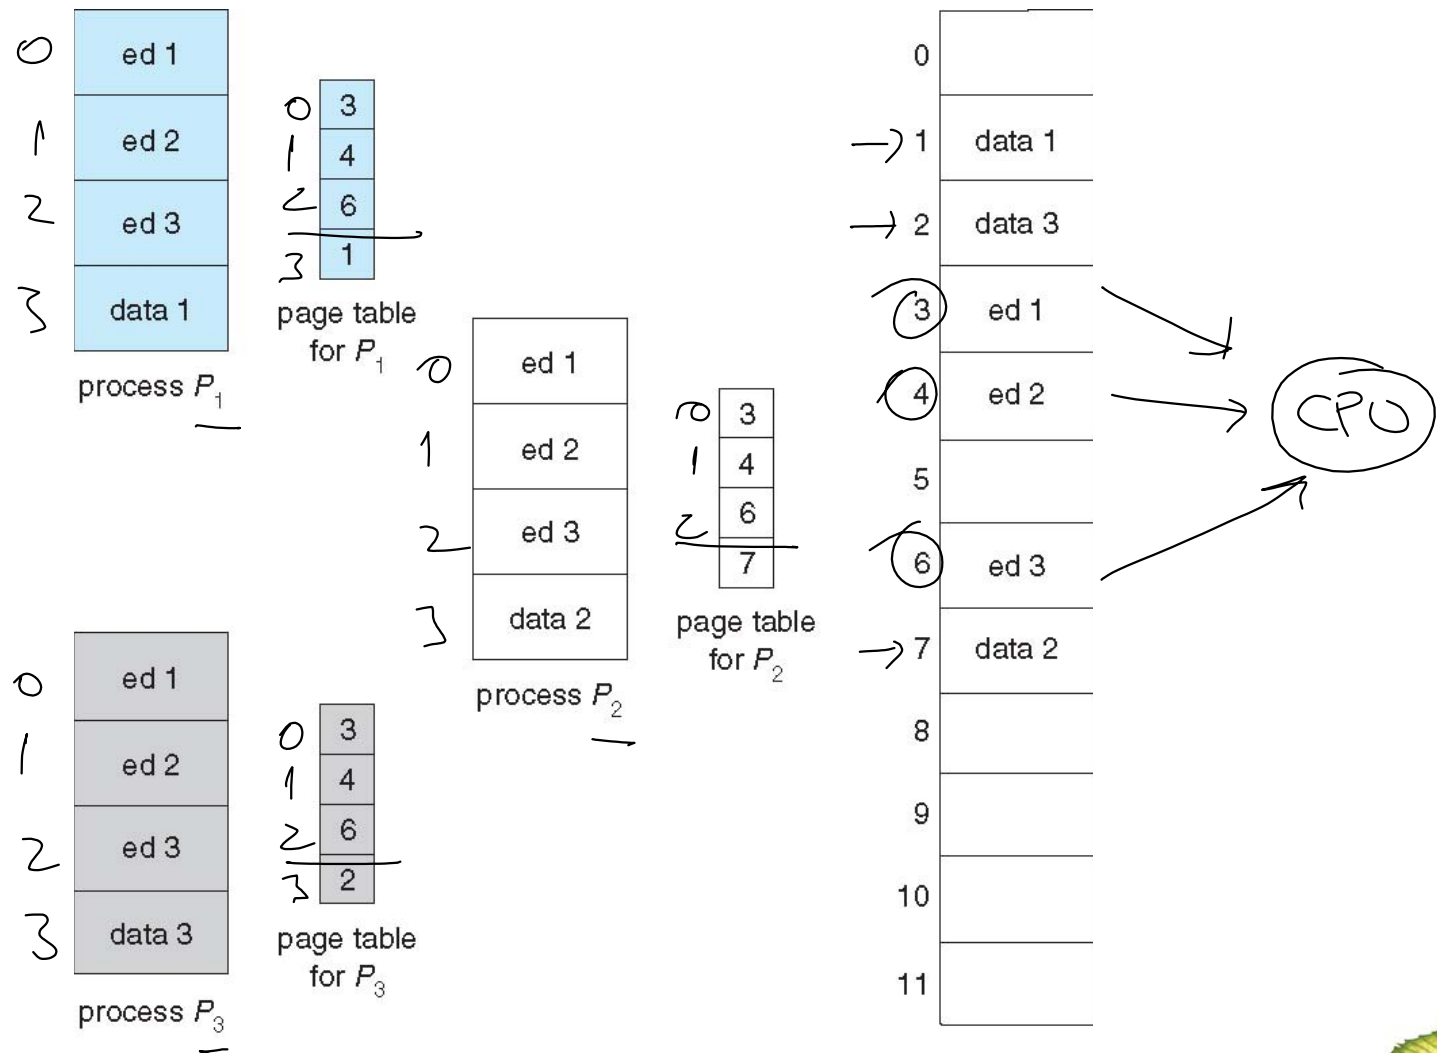 0 ed 1
1 ed 2
2 ed 3
3 data 1
process P1
0 3
1 4
2 6
3 1
page table
for P1
0 ed 1
1 ed 2
2 ed 3
3 data 2
process P2
0 3
1 4
2 6
7
page table
for P2
0 ed 1
1 ed 2
2 ed 3
3 data 3
process P3
0 3
1 4
2 6
3 2
page table
for P3
0
1 data 1
2 data 3
3 ed 1
4 ed 2
5
6 ed 3
7 data 2
8
9
10
11
CPU